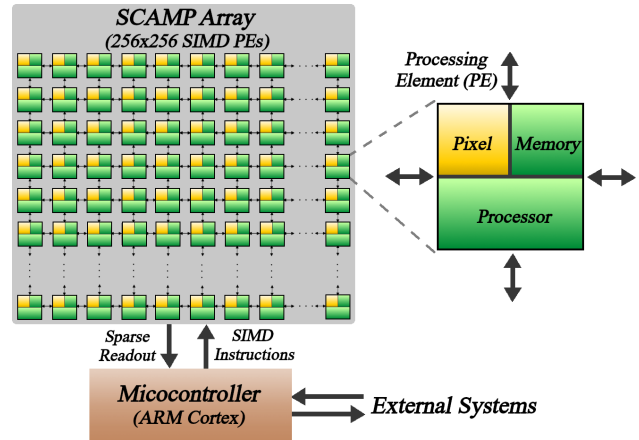 SCAMP Array
(256x256 SIMD PEs)
Processing
Element (PE)
Pixel
Memory
Processor
Sparse
Readout
SIMD
Instructions
Micocontroller
(ARM Cortex)
External Systems